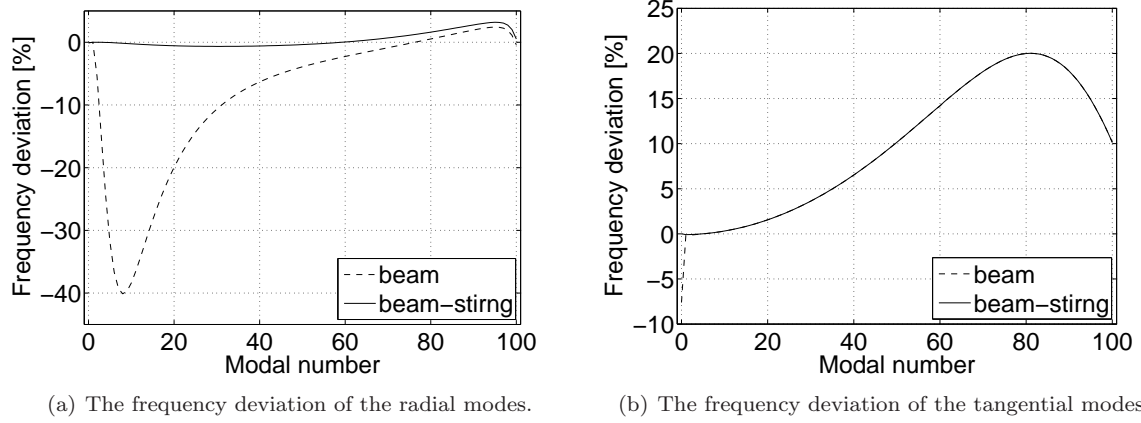 0
−10
−20
−30
−40
Frequency deviation [%]
0 20 40 60 80 100
Modal number
beam
beam−stirng
(a) The frequency deviation of the radial modes.
25
20
15
10
5
0
−5
−10
Frequency deviation [%]
0 20 40 60 80 100
Modal number
beam
beam−stirng
(b) The frequency deviation of the tangential modes